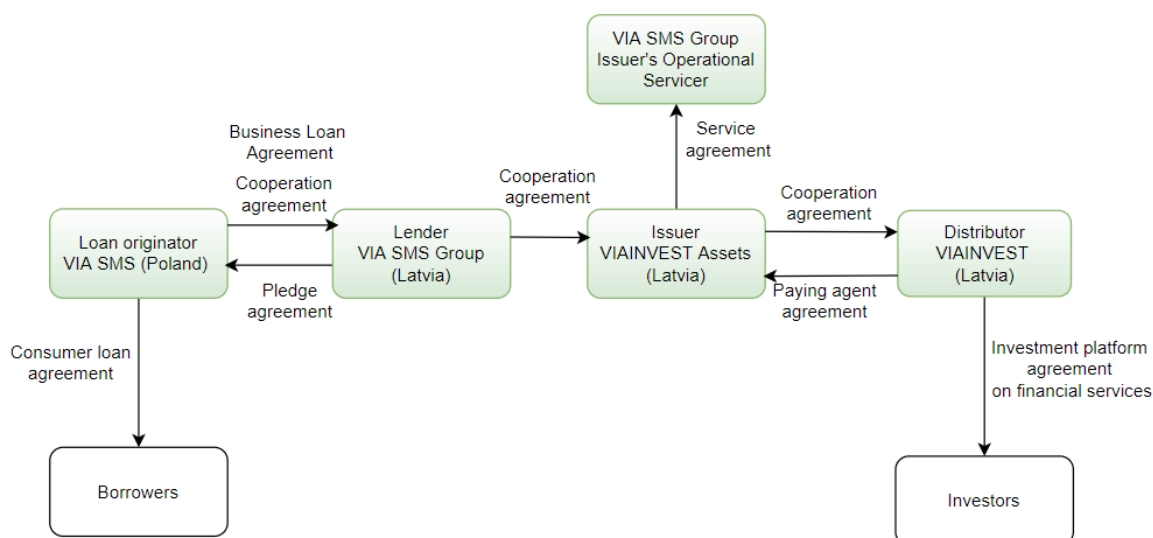 VIA SMS Group
Issuer's Operational
Servicer
Business Loan
Agreement
Service
agreement
Cooperation
agreement
Cooperation
agreement
Cooperation
agreement
Loan originator
VIA SMS (Poland)
Lender
VIA SMS Group
(Latvia)
Issuer
VIAINVEST Assets
(Latvia)
Distributor
VIAINVEST
(Latvia)
Pledge
agreement
Paying agent
agreement
Consumer loan
agreement
Investment platform
agreement
on financial services
Borrowers
Investors